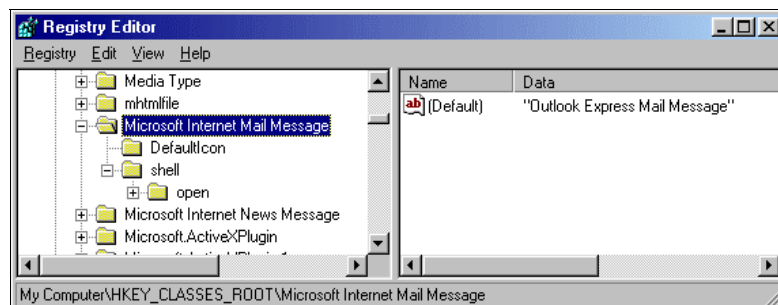 Registry Editor
Registry Edit View Help
Media Type
mhtmlfile
Microsoft Internet Mail Message
DefaultIcon
shell
open
Microsoft Internet News Message
Microsoft.ActiveXPlugin
Name Data
ab (Default) "Outlook Express Mail Message"
My Computer\HKEY_CLASSES_ROOT\Microsoft Internet Mail Message